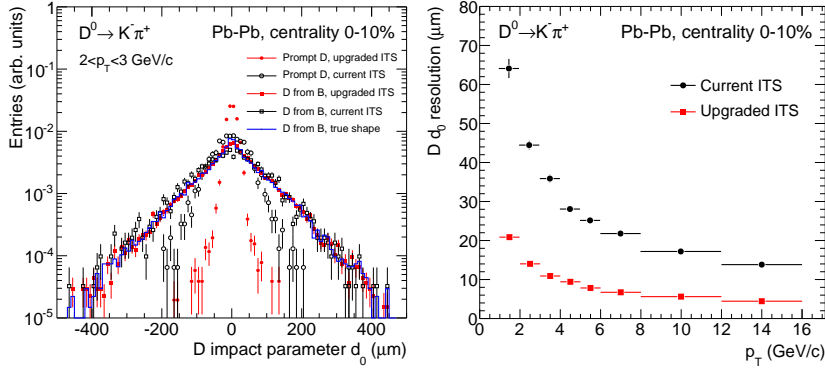 D⁰→K⁻π⁺
Pb-Pb, centrality 0-10%
2<p_T<3 GeV/c
Prompt D, upgraded ITS
Prompt D, current ITS
D from B, upgraded ITS
D from B, current ITS
D from B, true shape
Entries (arb. units)
1
10⁻¹
10⁻²
10⁻³
10⁻⁴
10⁻⁵
-400 -200 0 200 400
D impact parameter d₀ (μm)
D⁰→K⁻π⁺
Pb-Pb, centrality 0-10%
Current ITS
Upgraded ITS
D d₀ resolution (μm)
80
70
60
50
40
30
20
10
0
0 2 4 6 8 10 12 14 16
p_T (GeV/c)